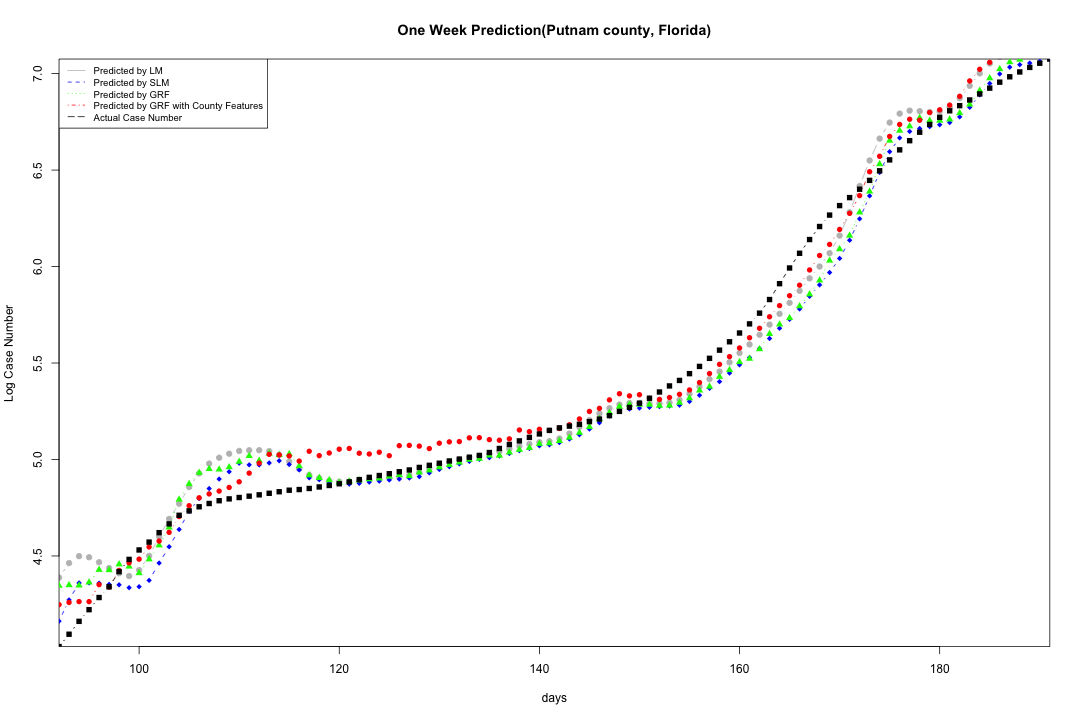 One Week Prediction(Putnam county, Florida)
Predicted by LM
Predicted by SLM
Predicted by GRF
Predicted by GRF with County Features
Actual Case Number
7.0
6.5
6.0
5.5
5.0
4.5
Log Case Number
100 120 140 160 180
days